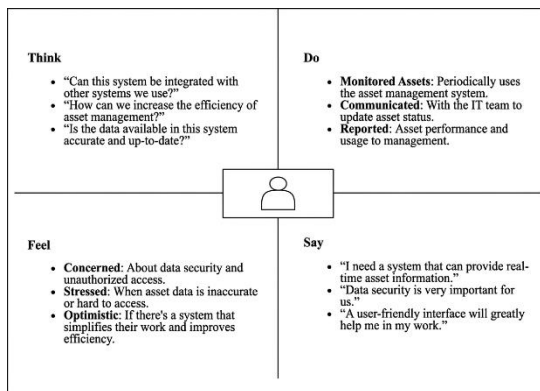 Think
• “Can this system be integrated with
other systems we use?”
• “How can we increase the efficiency of
asset management?”
• “Is the data available in this system
accurate and up-to-date?”
Do
• Monitored Assets: Periodically uses
the asset management system.
• Communicated: With the IT team to
update asset status.
• Reported: Asset performance and
usage to management.
Feel
• Concerned: About data security and
unauthorized access.
• Stressed: When asset data is inaccurate
or hard to access.
• Optimistic: If there's a system that
simplifies their work and improves
efficiency.
Say
• “I need a system that can provide real-
time asset information.”
• “Data security is very important for
us.”
• “A user-friendly interface will greatly
help me in my work.”